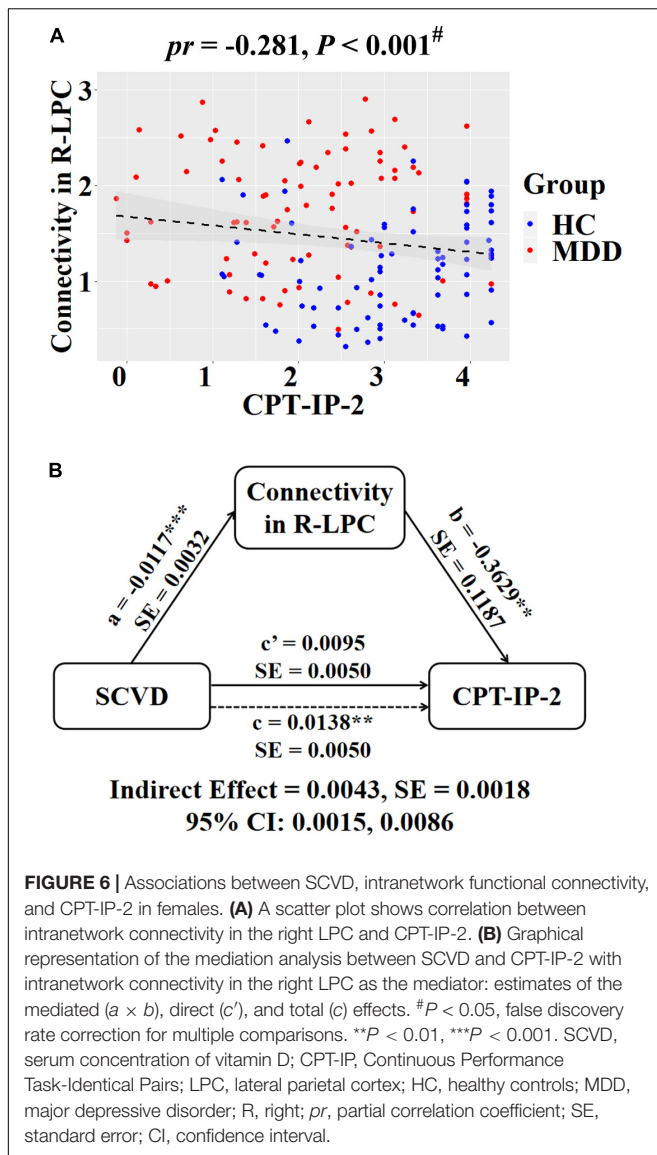 A
pr = -0.281, P < 0.001#
Connectivity in R-LPC
3
2
1
0 1 2 3 4
CPT-IP-2
Group
HC
MDD
B
Connectivity
in R-LPC
a = -0.0117***
SE = 0.0032
b = -0.3629**
SE = 0.1187
SCVD
c' = 0.0095
SE = 0.0050
c = 0.0138**
SE = 0.0050
CPT-IP-2
Indirect Effect = 0.0043, SE = 0.0018
95% CI: 0.0015, 0.0086
FIGURE 6 | Associations between SCVD, intranetwork functional connectivity,
and CPT-IP-2 in females. (A) A scatter plot shows correlation between
intranetwork connectivity in the right LPC and CPT-IP-2. (B) Graphical
representation of the mediation analysis between SCVD and CPT-IP-2 with
intranetwork connectivity in the right LPC as the mediator: estimates of the
mediated (a × b), direct (c′), and total (c) effects. #P < 0.05, false discovery
rate correction for multiple comparisons. **P < 0.01, ***P < 0.001. SCVD,
serum concentration of vitamin D; CPT-IP, Continuous Performance
Task-Identical Pairs; LPC, lateral parietal cortex; HC, healthy controls; MDD,
major depressive disorder; R, right; pr, partial correlation coefficient; SE,
standard error; CI, confidence interval.